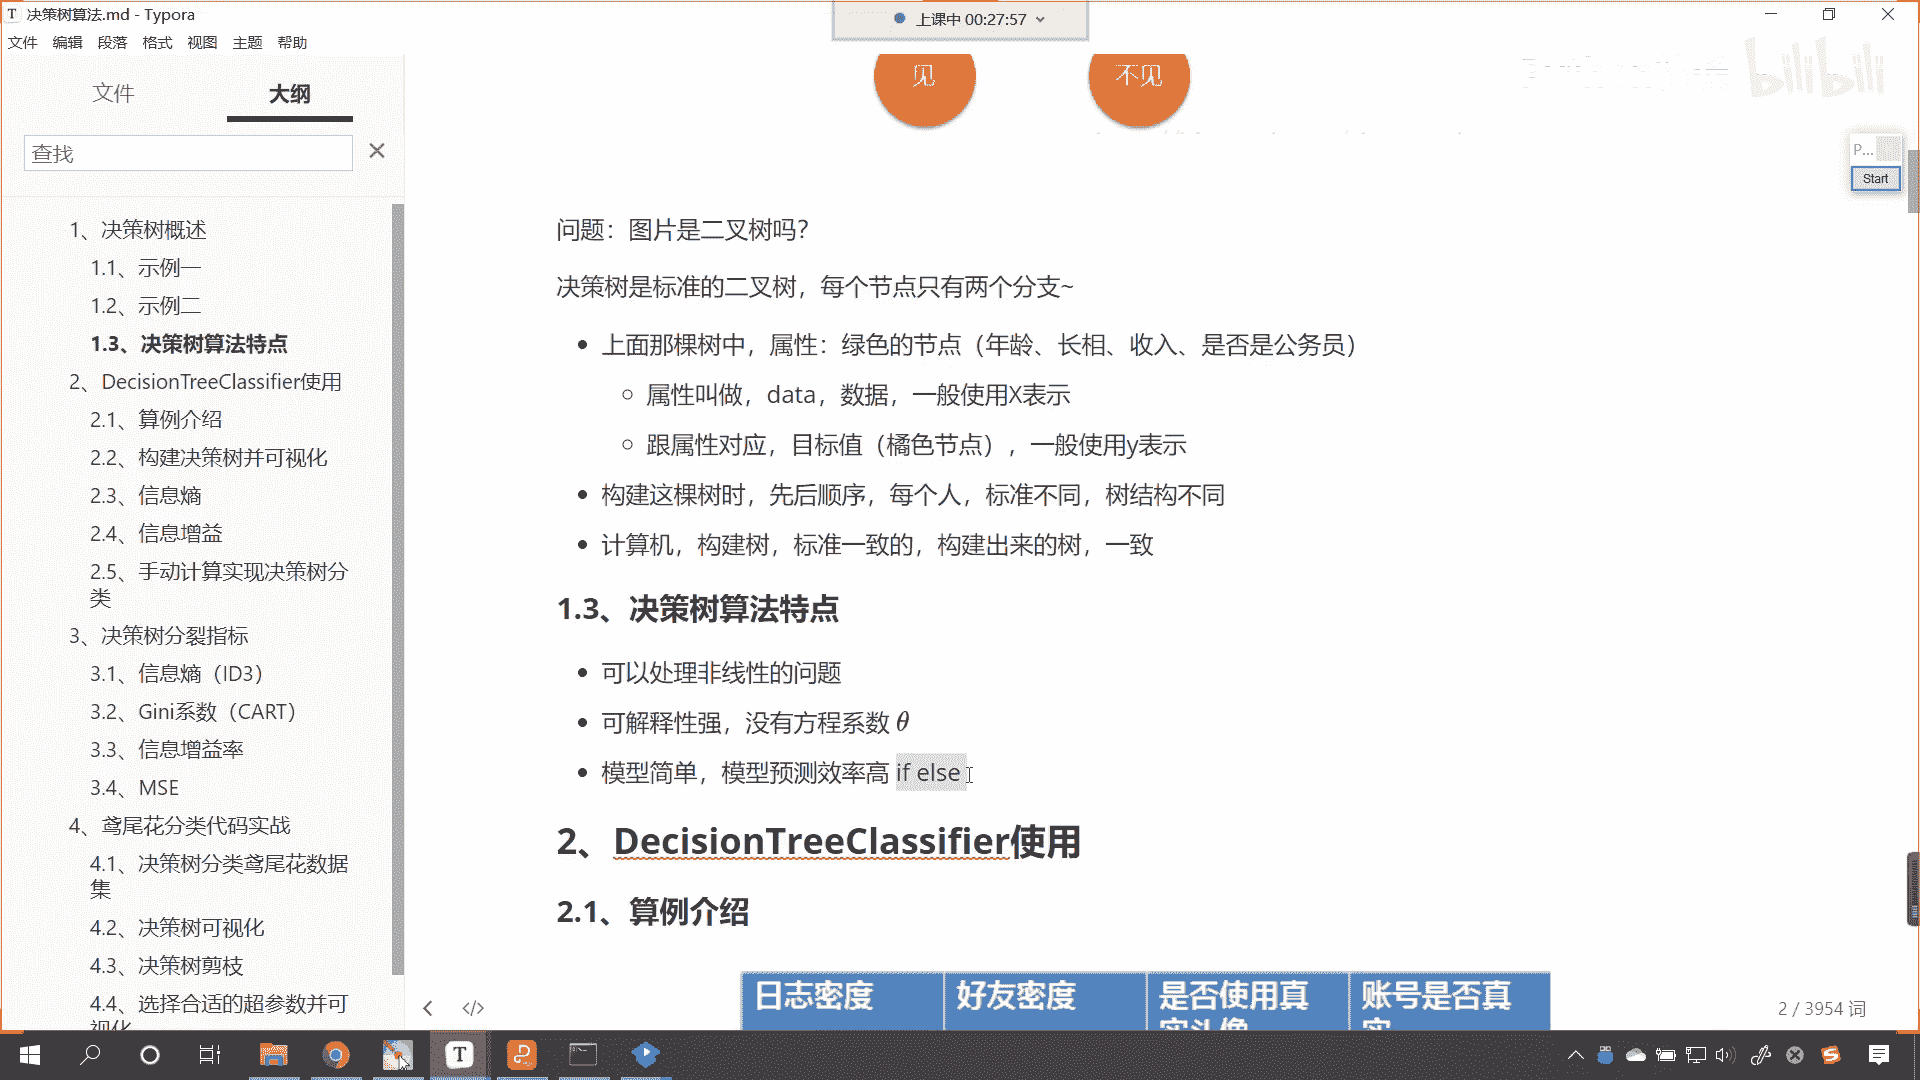 决策树算法.md - Typora
上课中 00:27:57
文件 编辑 段落 格式 视图 主题 帮助
文件 大纲
查找
1、决策树概述
1.1、示例一
1.2、示例二
1.3、决策树算法特点
2、DecisionTreeClassifier使用
2.1、算例介绍
2.2、构建决策树并可视化
2.3、信息熵
2.4、信息增益
2.5、手动计算实现决策树分
类
3、决策树分裂指标
3.1、信息熵（ID3）
3.2、Gini系数（CART）
3.3、信息增益率
3.4、MSE
4、鸢尾花分类代码实战
4.1、决策树分类鸢尾花数据
集
4.2、决策树可视化
4.3、决策树剪枝
4.4、选择合适的超参数并可
视化
见 不见
bilibili
P...
Start
问题：图片是二叉树吗?
决策树是标准的二叉树，每个节点只有两个分支~
上面那棵树中，属性：绿色的节点（年龄、长相、收入、是否是公务员）
属性叫做，data，数据，一般使用X表示
跟属性对应，目标值（橘色节点），一般使用y表示
构建这棵树时，先后顺序，每个人，标准不同，树结构不同
计算机，构建树，标准一致的，构建出来的树，一致
1.3、决策树算法特点
可以处理非线性的问题
可解释性强，没有方程系数 θ
模型简单，模型预测效率高 if else
2、DecisionTreeClassifier使用
2.1、算例介绍
日志密度 好友密度 是否使用真 账号是否真
实头像 实
2 / 3954 词